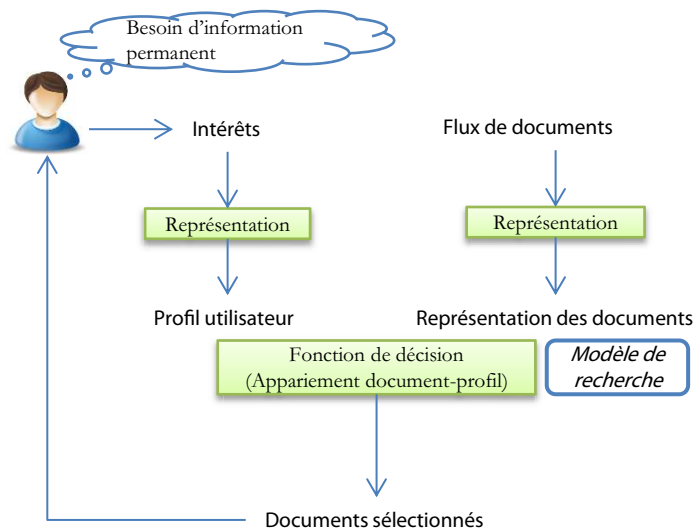 Besoin d'information
permanent
Intérêts
Flux de documents
Représentation
Représentation
Profil utilisateur
Représentation des documents
Fonction de décision
(Appariement document-profil)
Modèle de
recherche
Documents sélectionnés